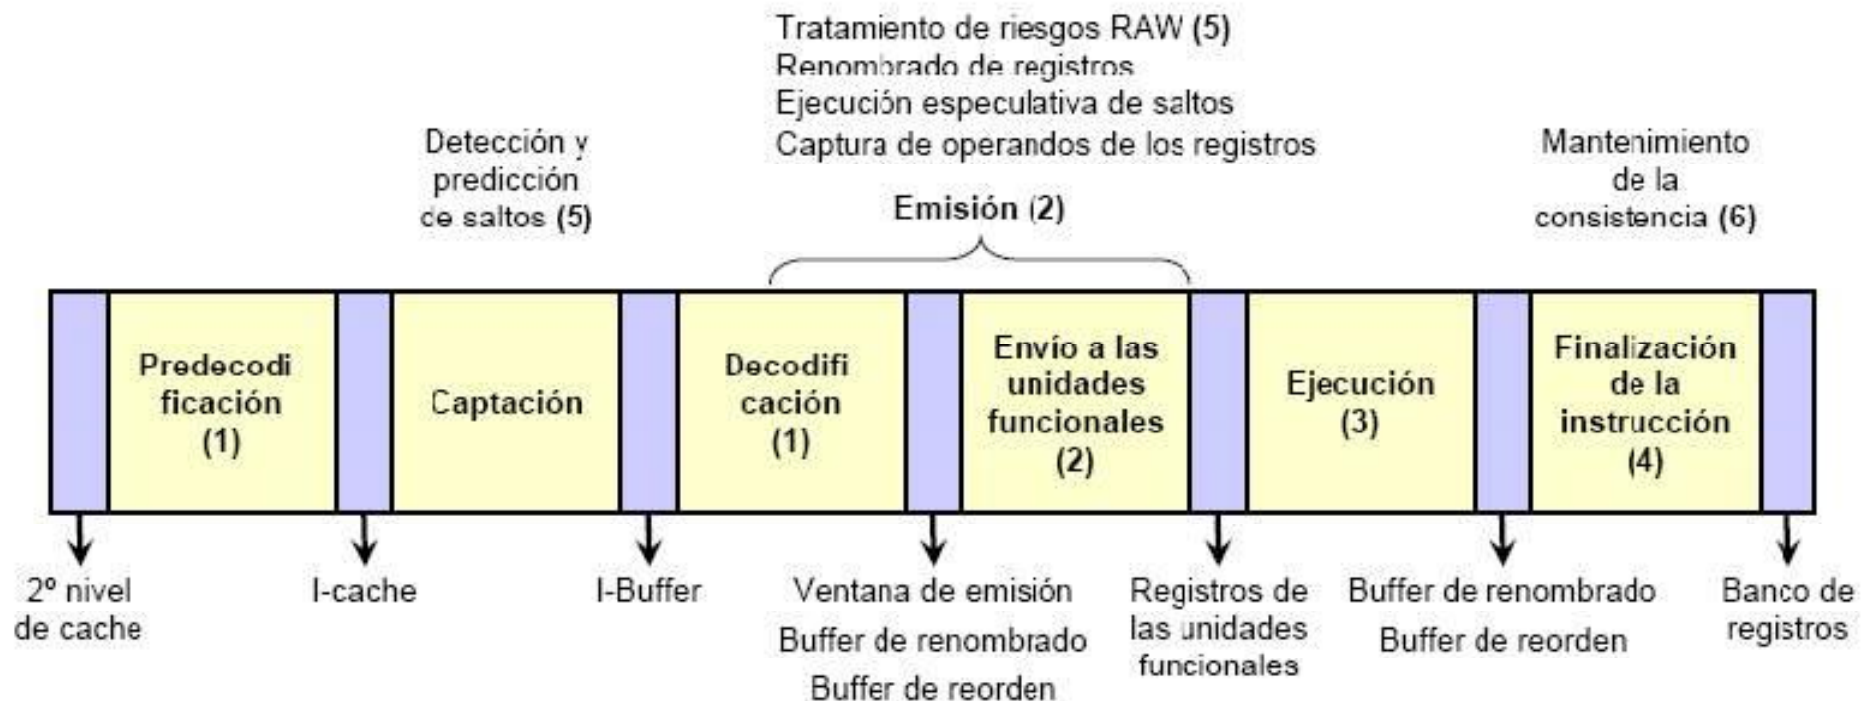 Tratamiento de riesgos RAW (5)
Renombrado de registros
Ejecución especulativa de saltos
Captura de operandos de los registros
Detección y
predicción
de saltos (5)
Emisión (2)
Mantenimiento
de la
consistencia (6)
Predecodi
ficación
(1)
Captación
Decodifi
cación
(1)
Envío a las
unidades
funcionales
(2)
Ejecución
(3)
Finalización
de la
instrucción
(4)
2º nivel
de cache
I-cache
I-Buffer
Ventana de emisión
Buffer de renombrado
Buffer de reorden
Registros de
las unidades
funcionales
Buffer de renombrado
Buffer de reorden
Banco de
registros